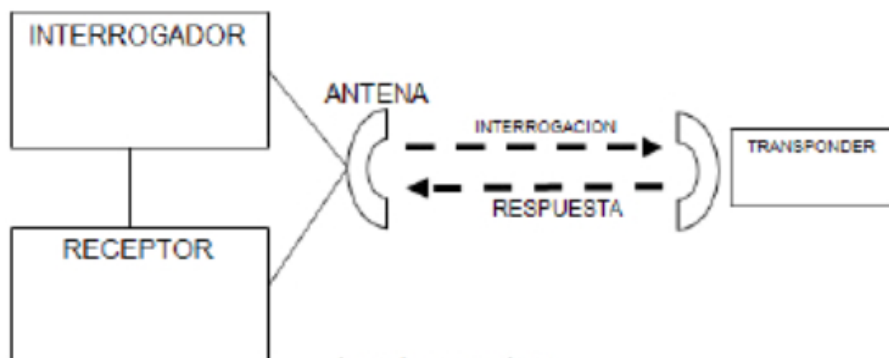 INTERROGADOR
ANTENA
INTERROGACION
TRANSPONDER
RESPUESTA
RECEPTOR